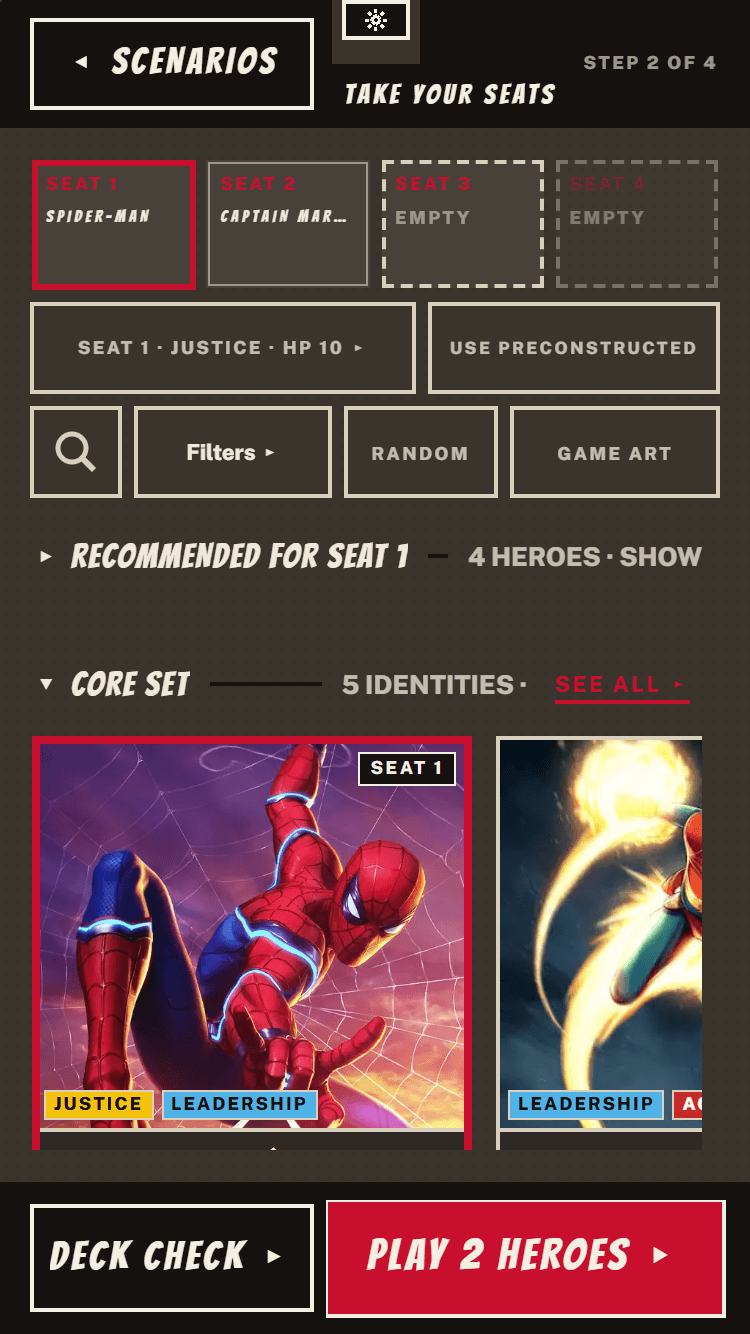 SCENARIOS
TAKE YOUR SEATS
STEP 2 OF 4
SEAT 1
SPIDER-MAN
SEAT 2
CAPTAIN MAR...
SEAT 3
EMPTY
SEAT 4
EMPTY
SEAT 1 · JUSTICE · HP 10
USE PRECONSTRUCTED
Filters
RANDOM
GAME ART
RECOMMENDED FOR SEAT 1
4 HEROES · SHOW
CORE SET
5 IDENTITIES ·
SEE ALL
SEAT 1
JUSTICE
LEADERSHIP
LEADERSHIP
DECK CHECK
PLAY 2 HEROES